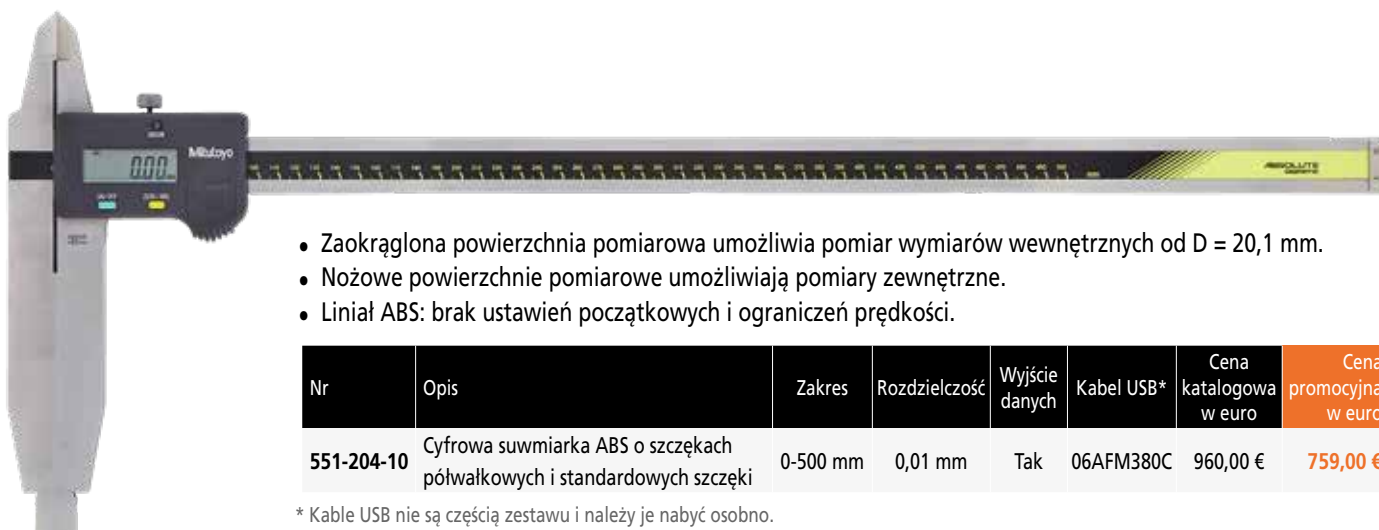 Mitutoyo
0.00
ABSOLUTE
• Zaokrąglona powierzchnia pomiarowa umożliwia pomiar wymiarów wewnętrznych od D = 20,1 mm.
• Nożowe powierzchnie pomiarowe umożliwiają pomiary zewnętrzne.
• Liniał ABS: brak ustawień początkowych i ograniczeń prędkości.
Nr Opis Zakres Rozdzielczość Wyjście danych Kabel USB* Cena katalogowa w euro Cena promocyjna w euro
551-204-10 Cyfrowa suwmiarka ABS o szczękach półwałkowych i standardowych szczęki 0-500 mm 0,01 mm Tak 06AFM380C 960,00 € 759,00 €
* Kable USB nie są częścią zestawu i należy je nabyć osobno.